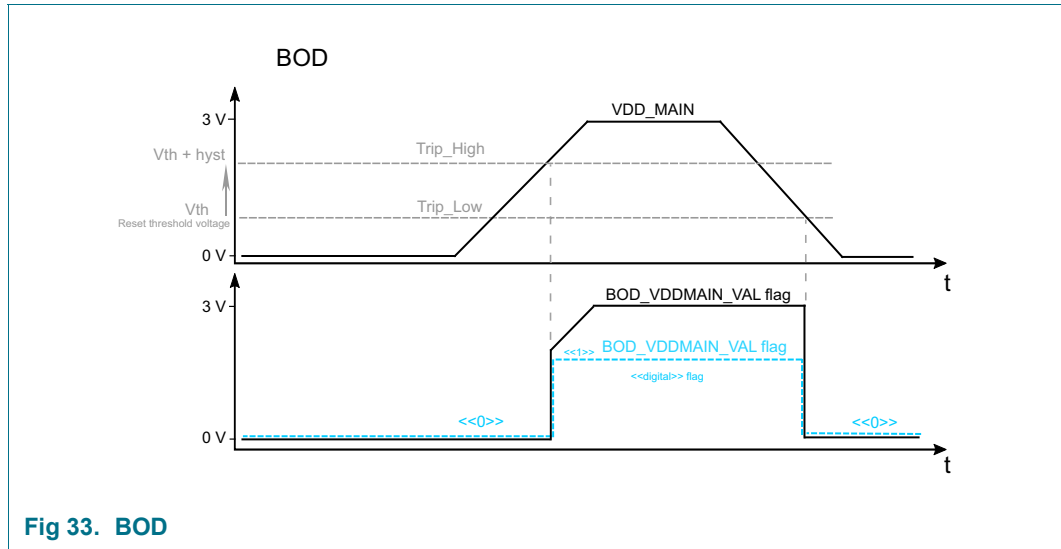 BOD
3 V
VDD_MAIN
Vth + hyst
Trip_High
Vth
Reset threshold voltage
Trip_Low
0 V
t
3 V
BOD_VDDMAIN_VAL flag
<<1>> BOD_VDDMAIN_VAL flag
<<digital>> flag
<<0>>
<<0>>
0 V
t
Fig 33. BOD